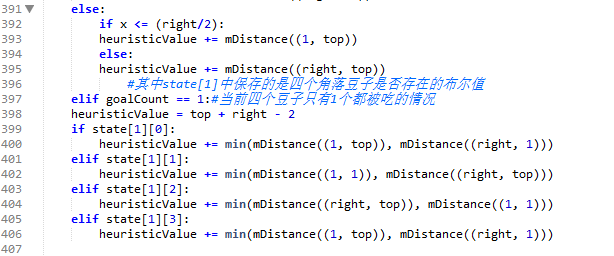 391 else:
392 if x <= (right/2):
393 heuristicValue += mDistance((1, top))
394 else:
395 heuristicValue += mDistance((right, top))
396 #其中state[1]中保存的是四个角落豆子是否存在的布尔值
397 elif goalCount == 1:#当前四个豆子只有1个都被吃的情况
398 heuristicValue = top + right - 2
399 if state[1][0]:
400 heuristicValue += min(mDistance((1, top)), mDistance((right, 1)))
401 elif state[1][1]:
402 heuristicValue += min(mDistance((1, 1)), mDistance((right, top)))
403 elif state[1][2]:
404 heuristicValue += min(mDistance((right, top)), mDistance((1, 1)))
405 elif state[1][3]:
406 heuristicValue += min(mDistance((1, top)), mDistance((right, 1)))
407